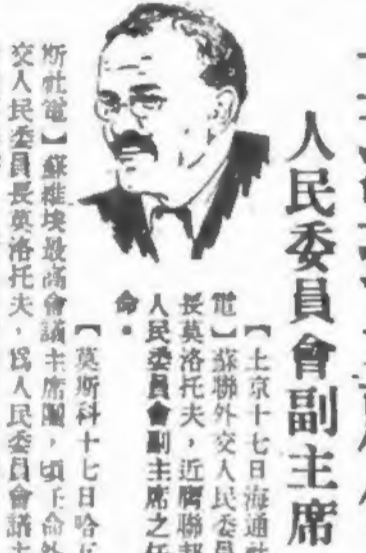 人民委員會副主席
【上京十七日海通社
電】蘇聯外交人民委員
長莫洛托夫,近膺聯邦
人民委員會副主席之任
命。
【莫斯科十七日哈瓦
斯社電】蘇維埃最高會議主席團,頃下命外
交人民委員長莫洛托夫,爲人民委員會議主